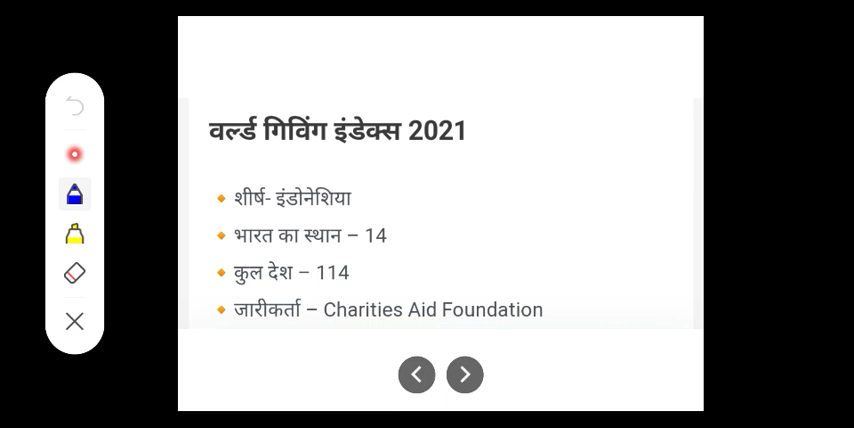 वर्ल्ड गिविंग इंडेक्स 2021
शीर्ष- इंडोनेशिया
भारत का स्थान – 14
कुल देश – 114
जारीकर्ता – Charities Aid Foundation